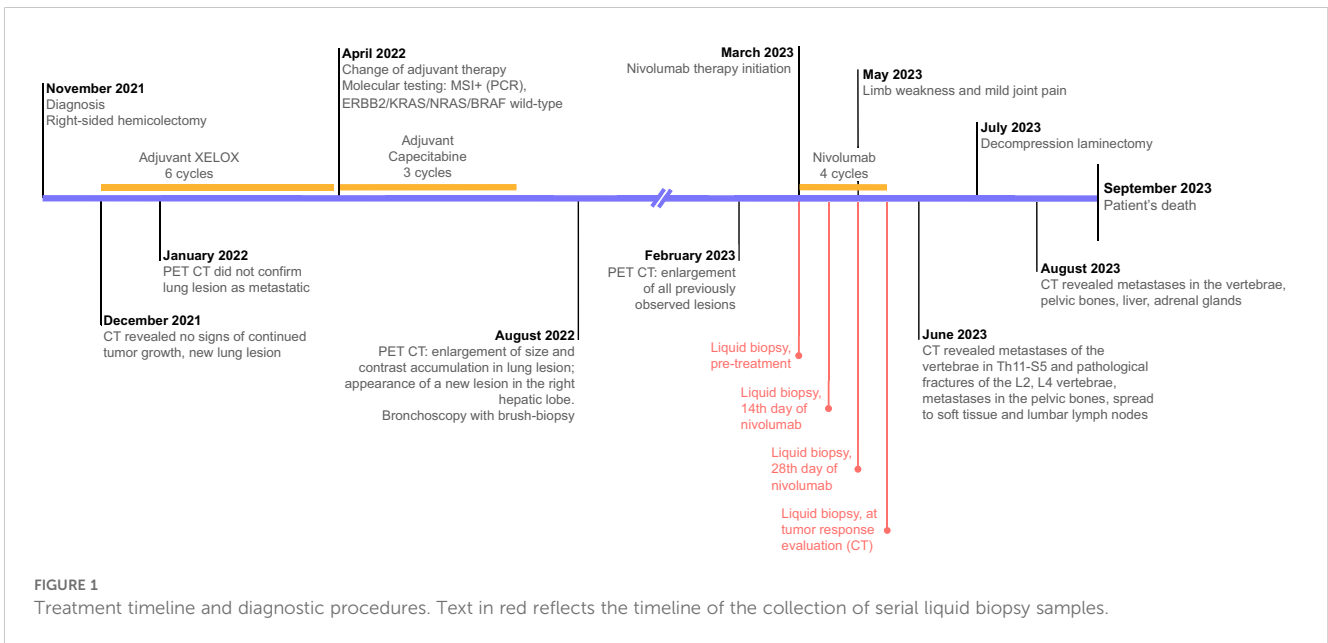 November 2021
Diagnosis
Right-sided hemicolectomy
April 2022
Change of adjuvant therapy
Molecular testing: MSI+ (PCR),
ERBB2/KRAS/NRAS/BRAF wild-type
March 2023
Nivolumab therapy initiation
May 2023
Limb weakness and mild joint pain
July 2023
Decompression laminectomy
Adjuvant XELOX
6 cycles
Adjuvant
Capecitabine
3 cycles
Nivolumab
4 cycles
September 2023
Patient's death
January 2022
PET CT did not confirm
lung lesion as metastatic
December 2021
CT revealed no signs of continued
tumor growth, new lung lesion
August 2022
PET CT: enlargement of size and
contrast accumulation in lung lesion;
appearance of a new lesion in the right
hepatic lobe.
Bronchoscopy with brush-biopsy
February 2023
PET CT: enlargement
of all previously
observed lesions
Liquid biopsy,
pre-treatment
Liquid biopsy,
14th day of
nivolumab
Liquid biopsy,
28th day of
nivolumab
Liquid biopsy, at
tumor response
evaluation (CT)
June 2023
CT revealed metastases of the
vertebrae in Th11-S5 and pathological
fractures of the L2, L4 vertebrae,
metastases in the pelvic bones, spread
to soft tissue and lumbar lymph nodes
August 2023
CT revealed metastases in the vertebrae,
pelvic bones, liver, adrenal glands
FIGURE 1
Treatment timeline and diagnostic procedures. Text in red reflects the timeline of the collection of serial liquid biopsy samples.